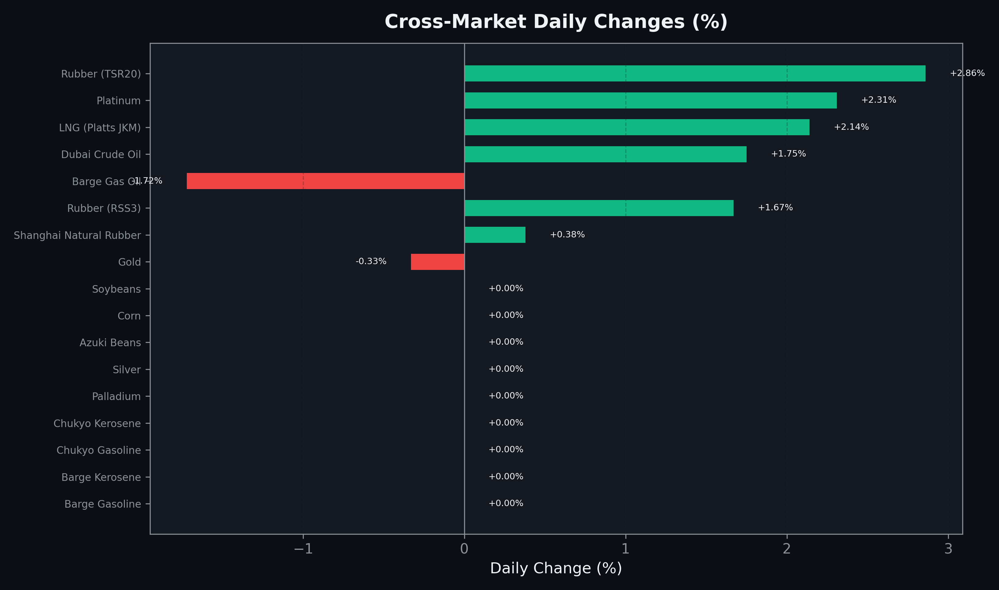 Cross-Market Daily Changes (%)
Rubber (TSR20) +2.86%
Platinum +2.31%
LNG (Platts JKM) +2.14%
Dubai Crude Oil +1.75%
Barge Gas Oil -1.72%
Rubber (RSS3) +1.67%
Shanghai Natural Rubber +0.38%
Gold -0.33%
Soybeans +0.00%
Corn +0.00%
Azuki Beans +0.00%
Silver +0.00%
Palladium +0.00%
Chukyo Kerosene +0.00%
Chukyo Gasoline +0.00%
Barge Kerosene +0.00%
Barge Gasoline +0.00%
−1 0 1 2 3
Daily Change (%)